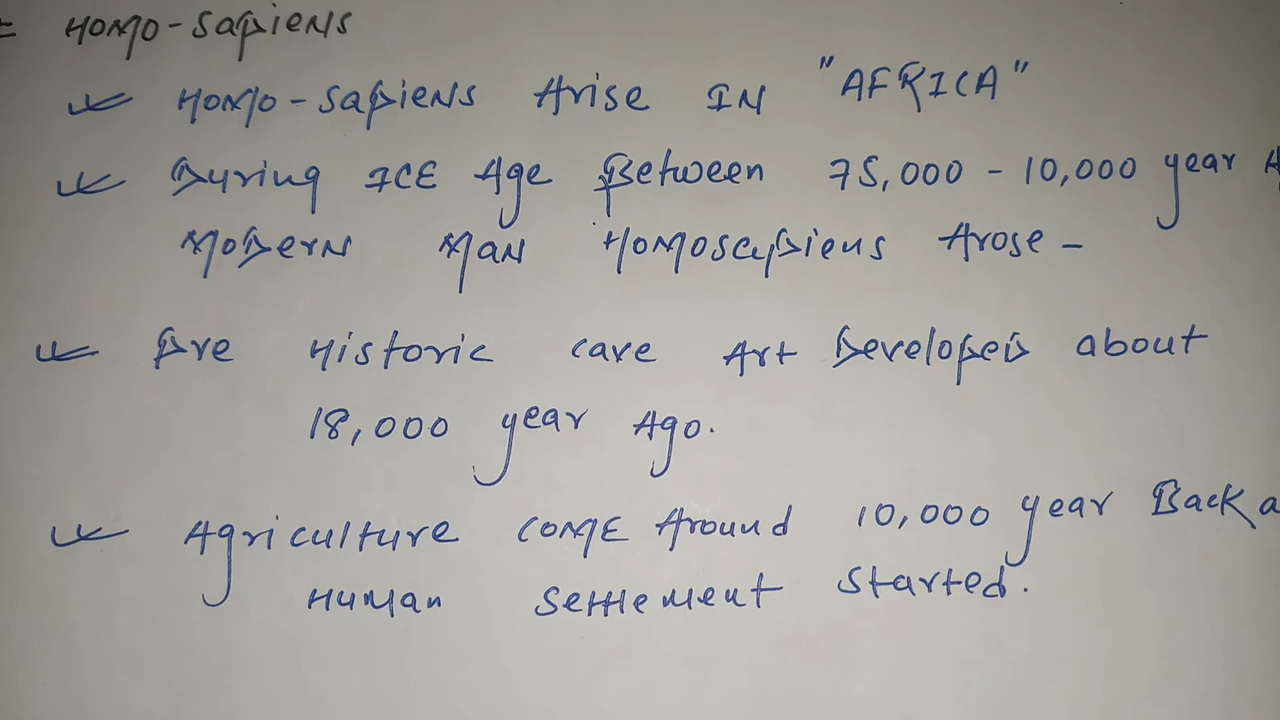 = Homo-Sapiens
Homo-Sapiens Arise IN "AFRICA"
During ICE Age Between 75,000 - 10,000 year
Modern Man Homosapiens Arose -
Pre Historic cave Art Developed about
18,000 year Ago.
Agriculture come Around 10,000 year Back a
Human Settlement Started.